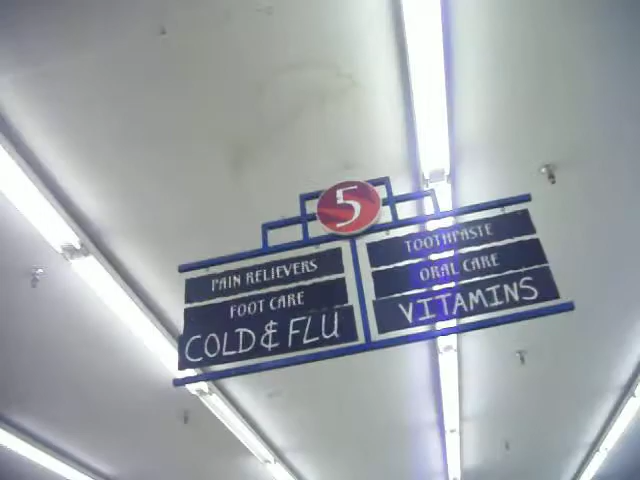 5
PAIN RELIEVERS
FOOT CARE
COLD & FLU
TOOTHPASTE
ORAL CARE
VITAMINS